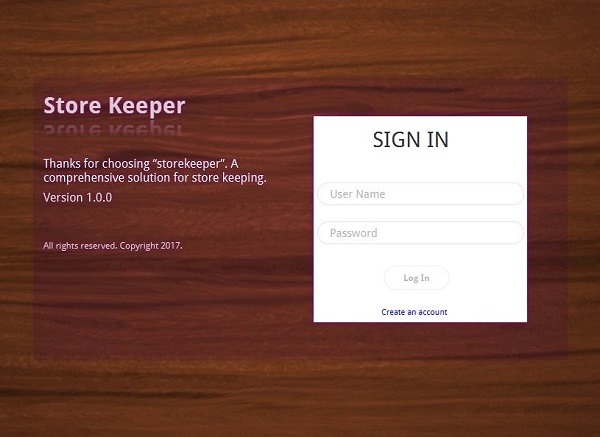 Store Keeper
Thanks for choosing “storekeeper”. A
comprehensive solution for store keeping.
Version 1.0.0
All rights reserved. Copyright 2017.
SIGN IN
User Name
Password
Log In
Create an account